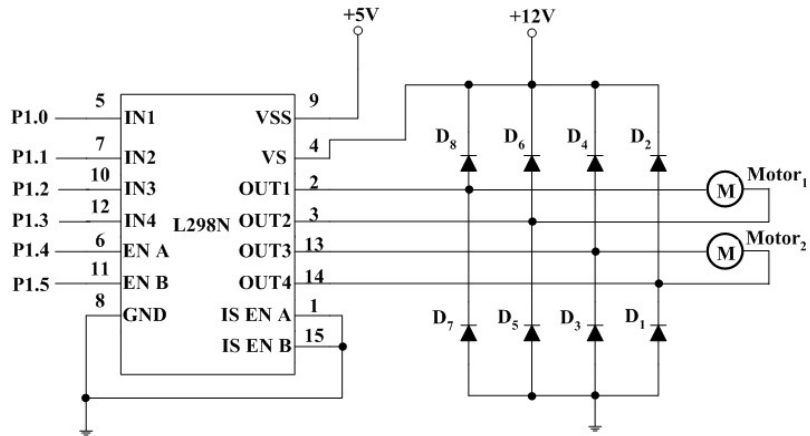 +5V
+12V
P1.0 5 IN1 VSS 9
P1.1 7 IN2 VS 4
D8 D6 D4 D2
P1.2 10 IN3 OUT1 2 M Motor1
P1.3 12 IN4 L298N OUT2 3
P1.4 6 EN A OUT3 13 M Motor2
P1.5 11 EN B OUT4 14
8 GND IS EN A 1
D7 D5 D3 D1
IS EN B 15